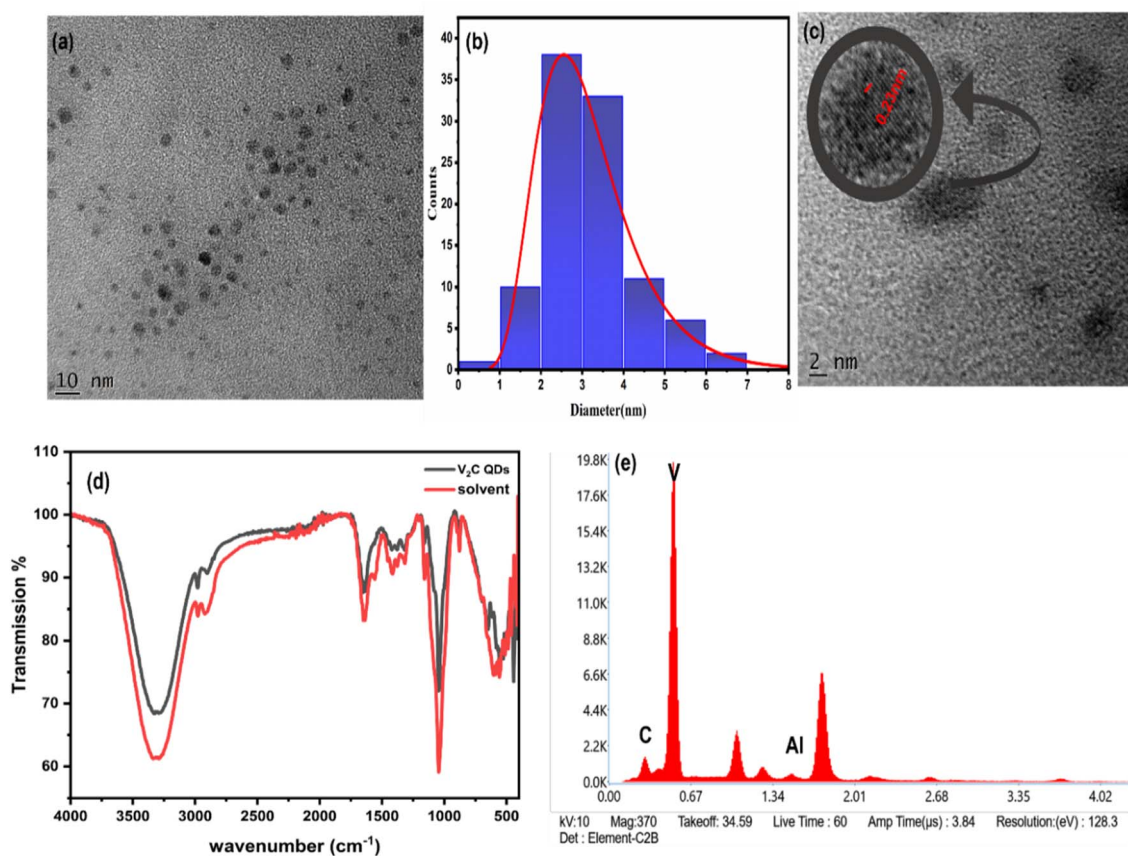 (a)
10 nm
(b)
Counts
40
35
30
25
20
15
10
5
0
0 1 2 3 4 5 6 7 8
Diameter(nm)
(c)
0.23nm
2 nm
(d)
V₂C QDs
solvent
Transmission %
110
100
90
80
70
60
4000 3500 3000 2500 2000 1500 1000 500
wavenumber (cm⁻¹)
(e)
19.8K
17.6K
15.4K
13.2K
11.0K
8.8K
6.6K
4.4K
2.2K
0.0K
V
C
Al
0.00 0.67 1.34 2.01 2.68 3.35 4.02
kV:10 Mag:370 Takeoff: 34.59 Live Time : 60 Amp Time(µs) : 3.84 Resolution:(eV) : 128.3
Det : Element-C2B